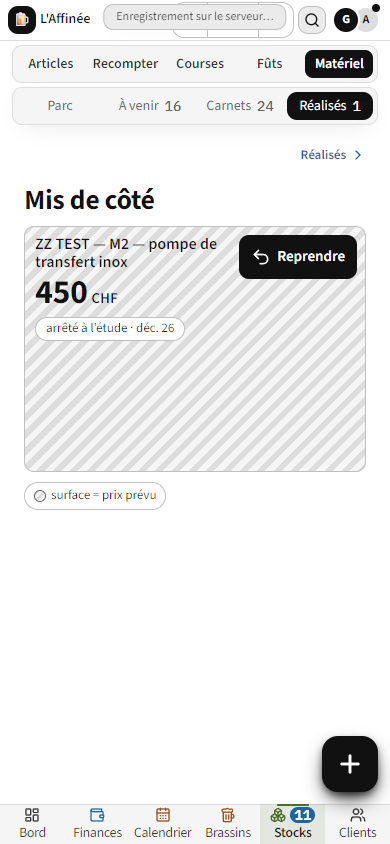 L'Affinée
Enregistrement sur le serveur…
G
A
Articles
Recompter
Courses
Fûts
Matériel
Parc
À venir 16
Carnets 24
Réalisés 1
Réalisés
Mis de côté
ZZ TEST — M2 — pompe de
transfert inox
Reprendre
450 CHF
arrêté à l'étude · déc. 26
surface = prix prévu
11
Bord
Finances
Calendrier
Brassins
Stocks
Clients